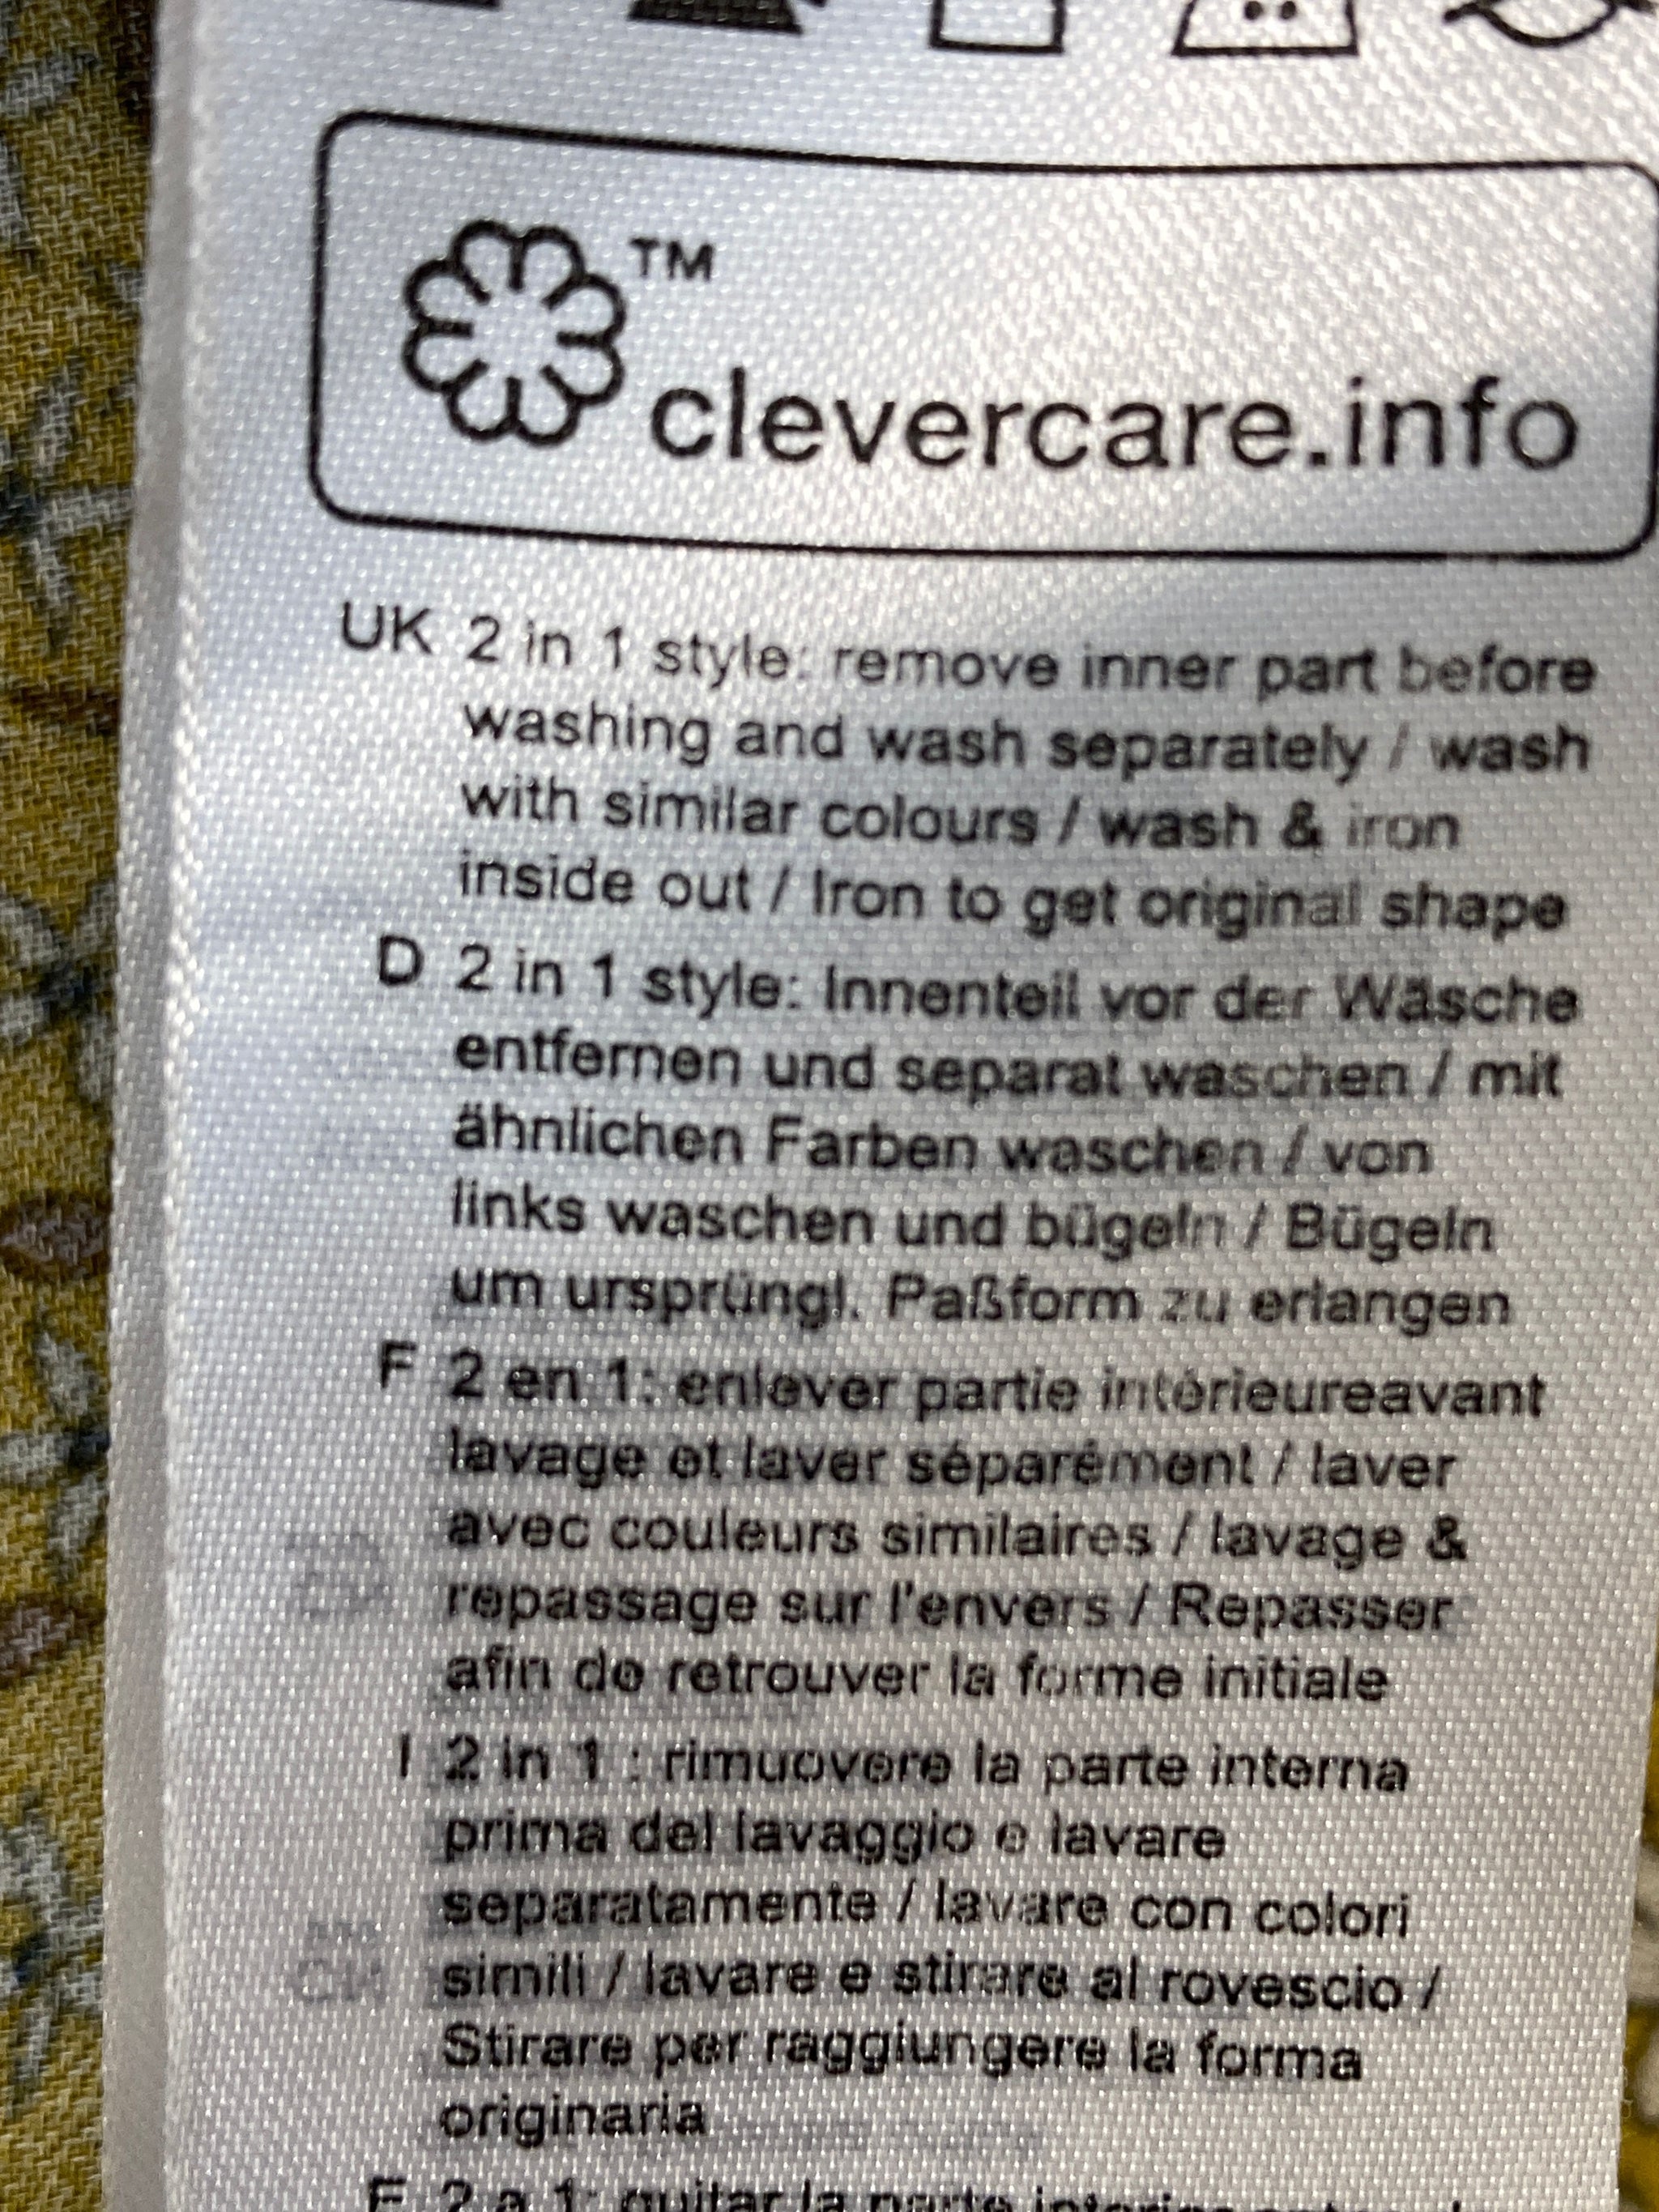 TM
clevercare.info
UK 2 in 1 style: remove inner part before
washing and wash separately / wash
with similar colours / wash & iron
inside out / Iron to get original shape
D 2 in 1 style: Innenteil vor der Wäsche
entfernen und separat waschen / mit
ähnlichen Farben waschen / von
links waschen und bügeln / Bügeln
um ursprüngl. Paßform zu erlangen
F 2 en 1: enlever partie intérieureavant
lavage et laver séparément / laver
avec couleurs similaires / lavage &
repassage sur l'envers / Repasser
afin de retrouver la forme initiale
I 2 in 1 : rimuovere la parte interna
prima del lavaggio e lavare
separatamente / lavare con colori
simili / lavare e stirare al rovescio /
Stirare per raggiungere la forma
originaria
E 2 a 1: quitar la parte